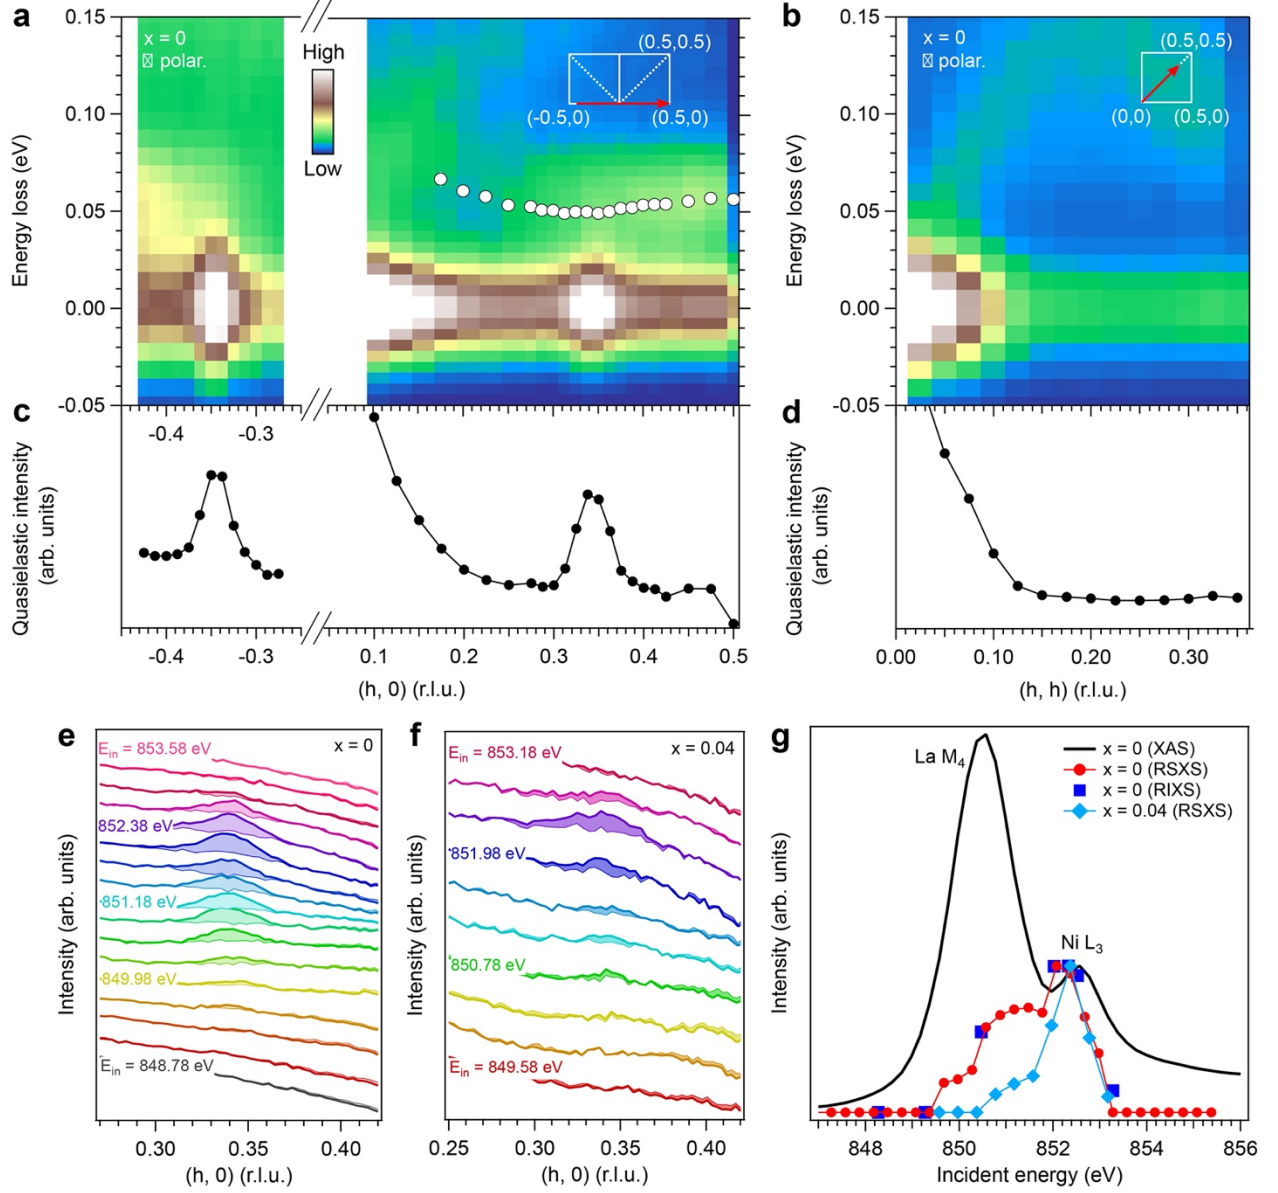 a
0.15
0.10
0.05
0.00
-0.05
Energy loss (eV)
x = 0
polar.
High
Low
(0.5,0.5)
(-0.5,0)
(0.5,0)
b
0.15
0.10
0.05
0.00
-0.05
Energy loss (eV)
x = 0
polar.
(0.5,0.5)
(0,0)
(0.5,0)
c
-0.4
-0.3
Quasielastic intensity
(arb. units)
-0.4
-0.3
0.1
0.2
0.3
0.4
0.5
(h, 0) (r.l.u.)
d
Quasielastic intensity
(arb. units)
0.00
0.10
0.20
0.30
(h, h) (r.l.u.)
e
Ein = 853.58 eV
x = 0
852.38 eV
851.18 eV
849.98 eV
Ein = 848.78 eV
Intensity (arb. units)
0.30
0.35
0.40
(h, 0) (r.l.u.)
f
Ein = 853.18 eV
x = 0.04
851.98 eV
850.78 eV
Ein = 849.58 eV
Intensity (arb. units)
0.25
0.30
0.35
0.40
(h, 0) (r.l.u.)
g
La M4
Ni L3
x = 0 (XAS)
x = 0 (RSXS)
x = 0 (RIXS)
x = 0.04 (RSXS)
Intensity (arb. units)
848
850
852
854
856
Incident energy (eV)